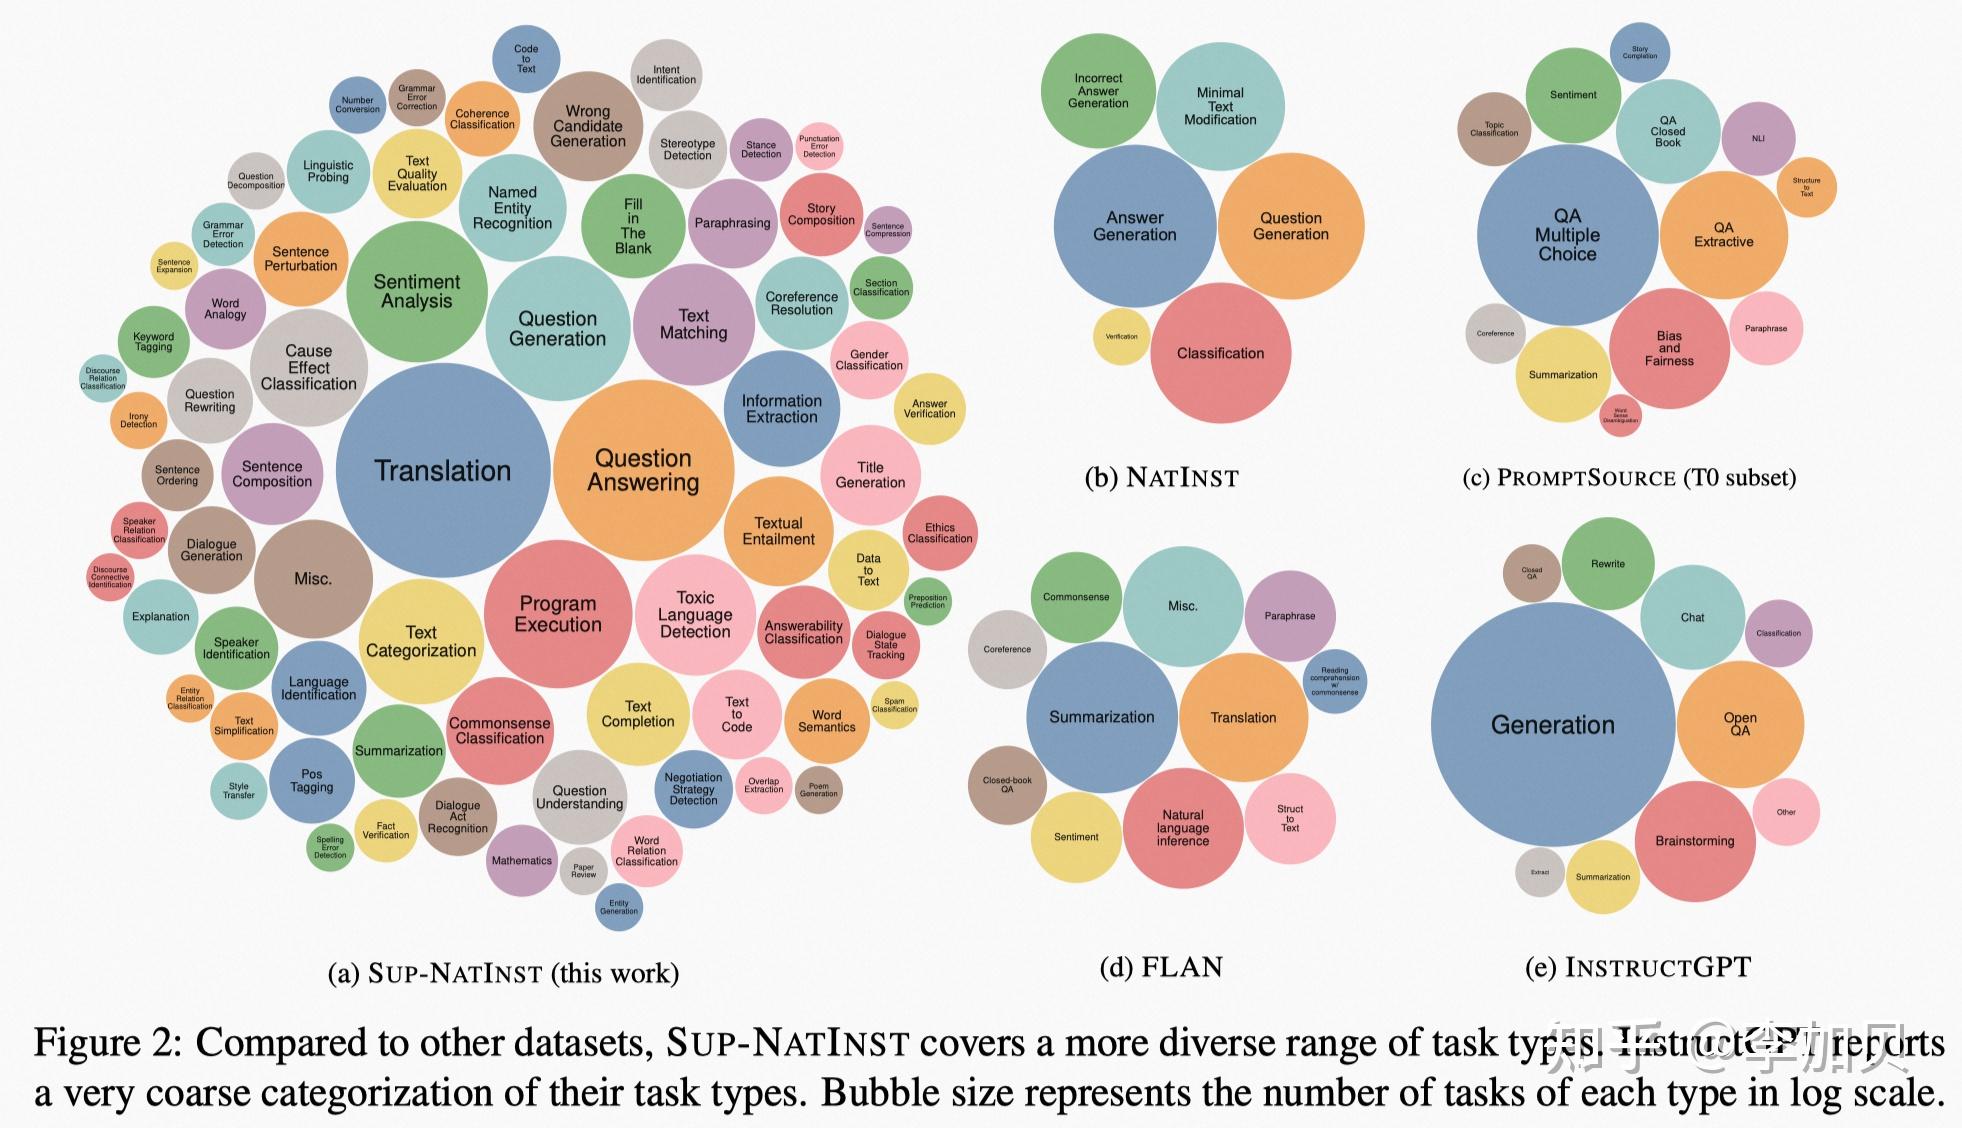 Code
to
Text
Intent
Identification
Number
Conversion
Grammar
Error
Correction
Coherence
Classification
Wrong
Candidate
Generation
Stereotype
Detection
Stance
Detection
Punctuation
Error
Detection
Question
Decomposition
Linguistic
Probing
Text
Quality
Evaluation
Named
Entity
Recognition
Fill
in
The
Blank
Paraphrasing
Story
Composition
Sentence
Compression
Grammar
Error
Detection
Sentence
Expansion
Sentence
Perturbation
Sentiment
Analysis
Question
Generation
Text
Matching
Coreference
Resolution
Section
Classification
Word
Analogy
Keyword
Tagging
Cause
Effect
Classification
Gender
Classification
Discourse
Relation
Classification
Question
Rewriting
Information
Extraction
Answer
Verification
Irony
Detection
Sentence
Ordering
Sentence
Composition
Translation
Question
Answering
Title
Generation
Speaker
Relation
Classification
Dialogue
Generation
Textual
Entailment
Ethics
Classification
Discourse
Connective
Identification
Misc.
Data
to
Text
Explanation
Speaker
Identification
Text
Categorization
Program
Execution
Toxic
Language
Detection
Answerability
Classification
Preposition
Prediction
Dialogue
State
Tracking
Entity
Relation
Classification
Language
Identification
Text
Simplification
Summarization
Commonsense
Classification
Text
Completion
Text
to
Code
Word
Semantics
Spam
Classification
Style
Transfer
Pos
Tagging
Question
Understanding
Negotiation
Strategy
Detection
Overlap
Extraction
Poem
Generation
Spelling
Error
Detection
Fact
Verification
Dialogue
Act
Recognition
Mathematics
Paper
Review
Word
Relation
Classification
Entity
Generation
(a) SUP-NATINST (this work)
Incorrect
Answer
Generation
Minimal
Text
Modification
Answer
Generation
Question
Generation
Verification
Classification
(b) NATINST
Story
Completion
Sentiment
Topic
Classification
QA
Closed
Book
NLI
Structure
to
Text
QA
Multiple
Choice
QA
Extractive
Coreference
Summarization
Bias
and
Fairness
Paraphrase
Word
Sense
Disambiguation
(c) PROMPTSOURCE (T0 subset)
Commonsense
Misc.
Paraphrase
Coreference
Reading
comprehension
w/
commonsense
Summarization
Translation
Closed-book
QA
Sentiment
Natural
language
inference
Struct
to
Text
(d) FLAN
Closed
QA
Rewrite
Chat
Classification
Generation
Open
QA
Brainstorming
Other
Extract
Summarization
(e) INSTRUCTGPT
Figure 2: Compared to other datasets, SUP-NATINST covers a more diverse range of task types. InstructGPT reports
a very coarse categorization of their task types. Bubble size represents the number of tasks of each type in log scale.
知乎 @李加贝